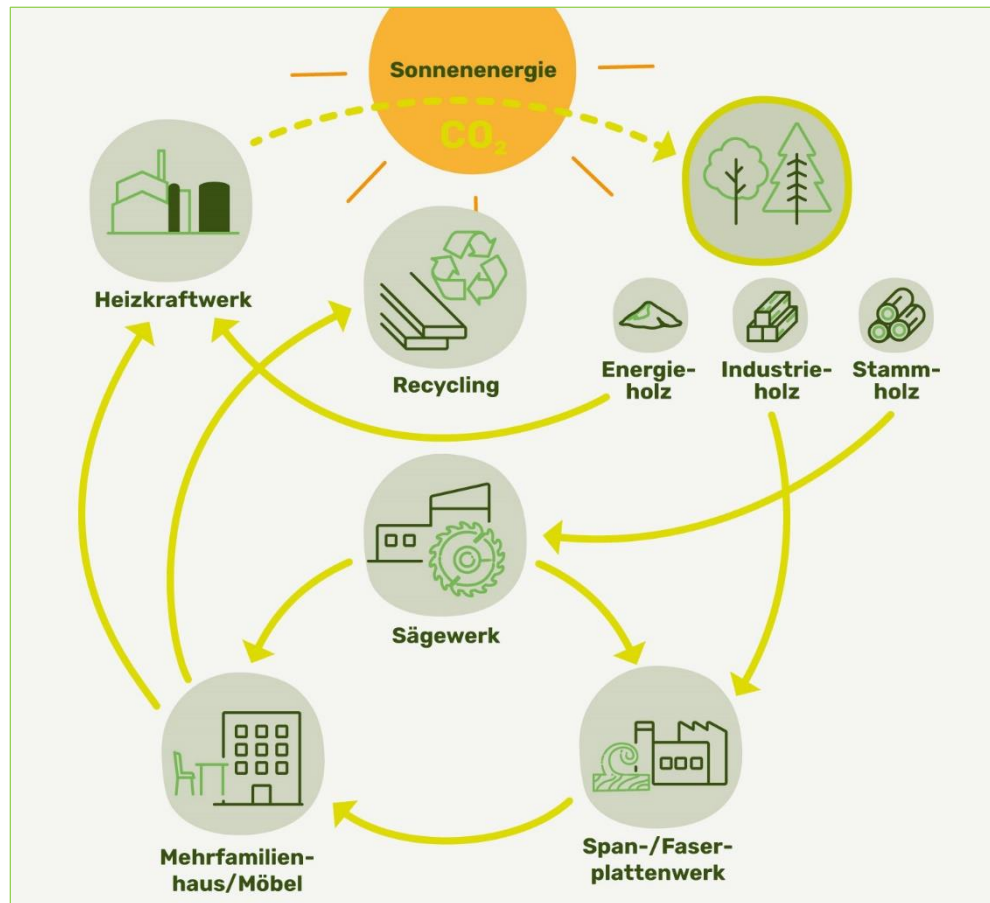 Sonnenenergie
CO₂
Heizkraftwerk
Recycling
Energie-
holz
Industrie-
holz
Stamm-
holz
Sägewerk
Mehrfamilien-
haus/Möbel
Span-/Faser-
plattenwerk